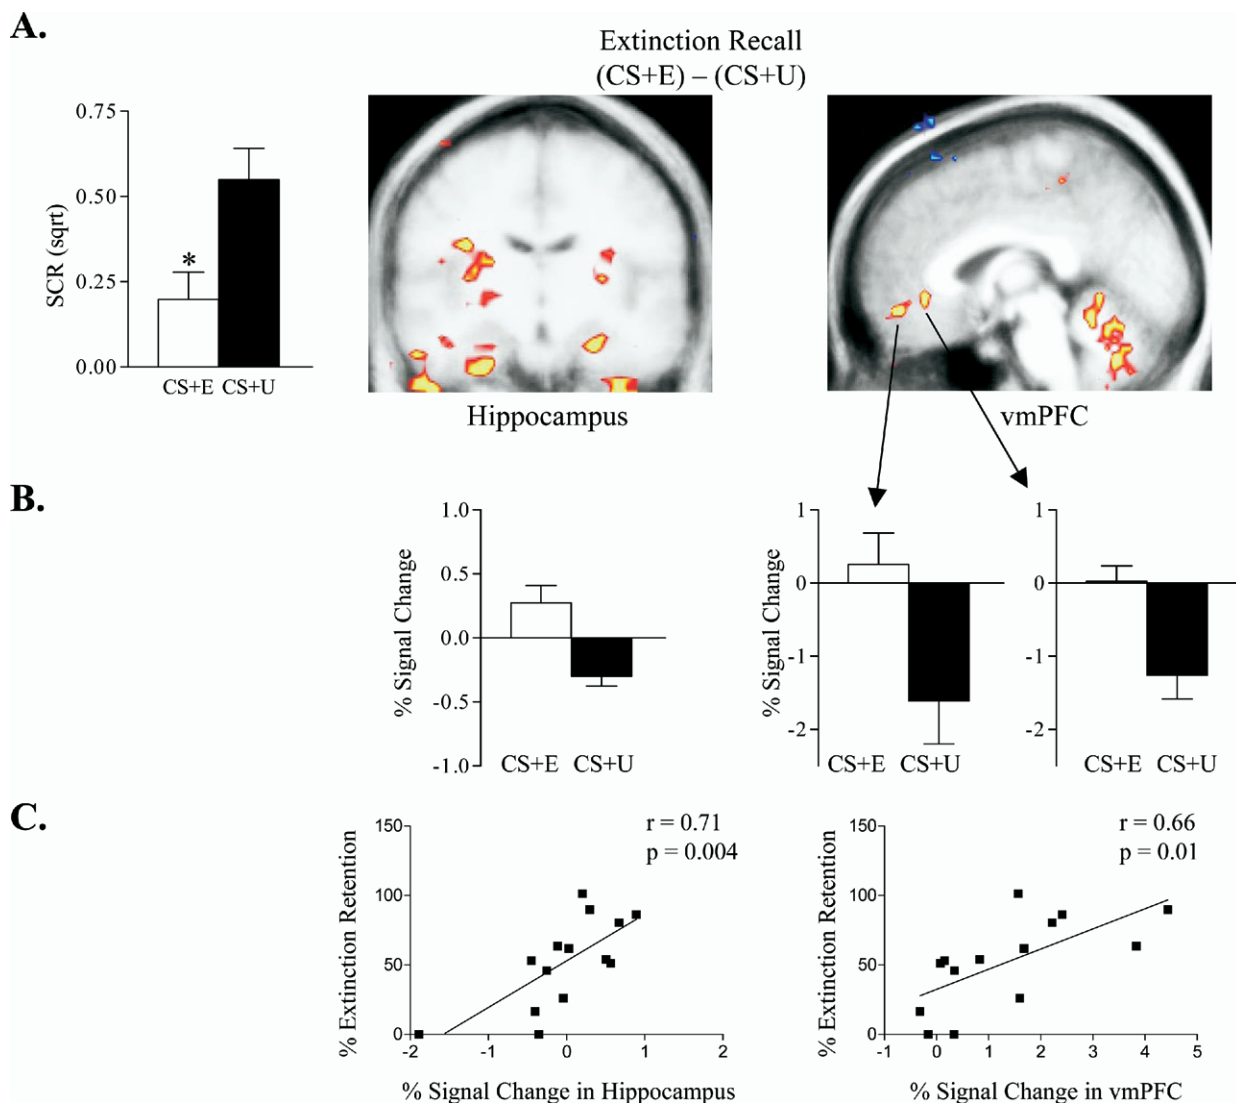 A.
Extinction Recall
(CS+E) – (CS+U)
SCR (sqrt)
0.75
0.50
0.25
0.00
*
CS+E CS+U
Hippocampus
vmPFC
B.
% Signal Change
1.0
0.5
0.0
-0.5
-1.0
CS+E CS+U
% Signal Change
1
0
-1
-2
CS+E CS+U
1
0
-1
-2
CS+E CS+U
C.
% Extinction Retention
150
100
50
0
r = 0.71
p = 0.004
-2 -1 0 1 2
% Signal Change in Hippocampus
% Extinction Retention
150
100
50
0
r = 0.66
p = 0.01
-1 0 1 2 3 4 5
% Signal Change in vmPFC